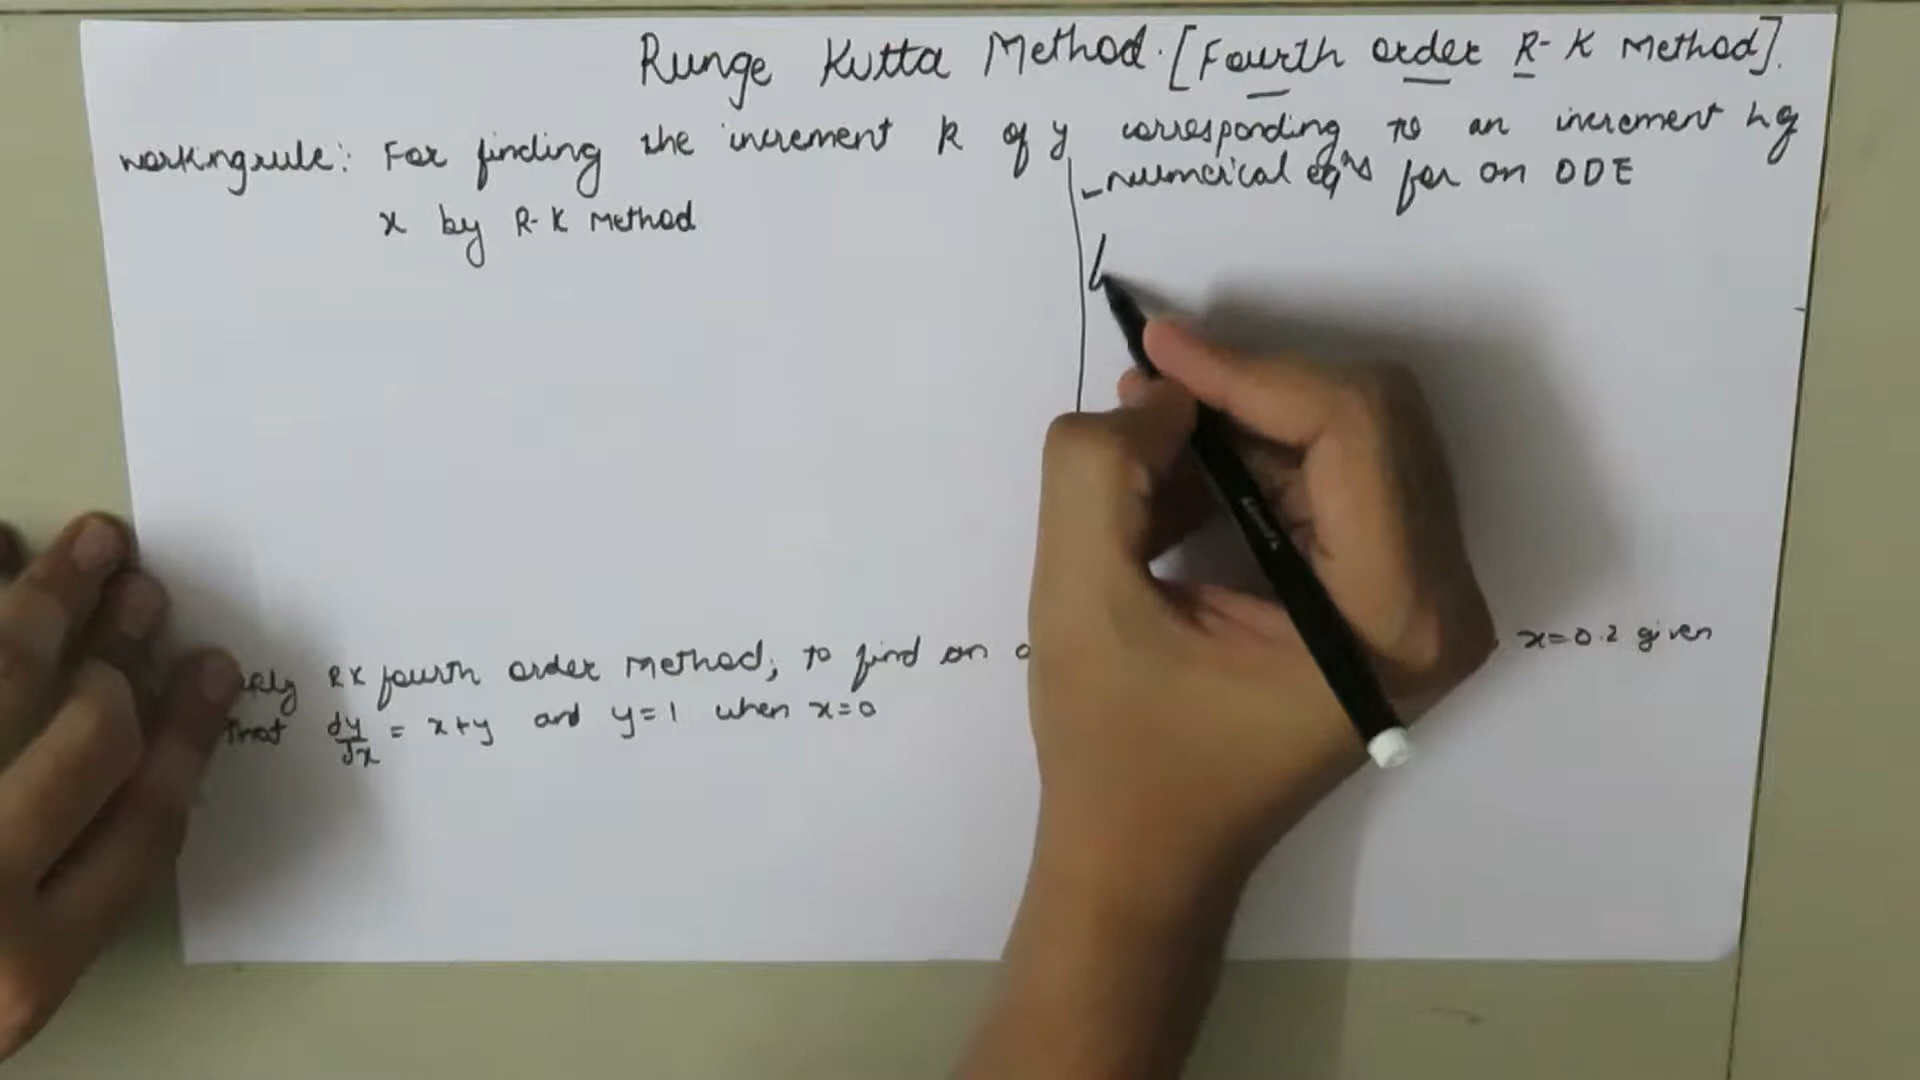 Runge Kutta Method. [Fourth order R-K Method].
working rule: For finding the increment k of y corresponding to an increment h of
x by R-K Method
- numerical eqns for an ODE
RK fourth order method, to find an x=0.2 given
that dy/dx = x+y and y=1 when x=0